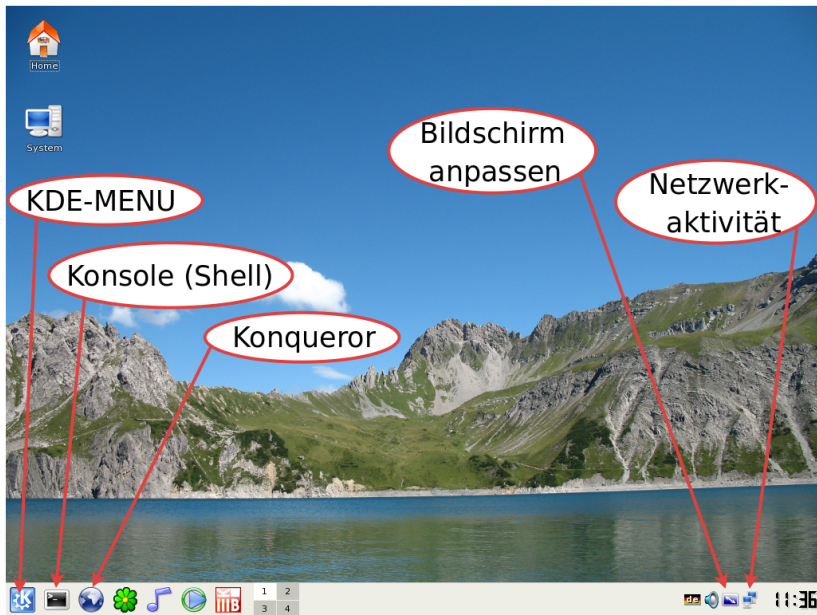 Home
System
Bildschirm
anpassen
Netzwerk-
aktivität
KDE-MENU
Konsole (Shell)
Konqueror
K
B
1 2
3 4
de
11:36